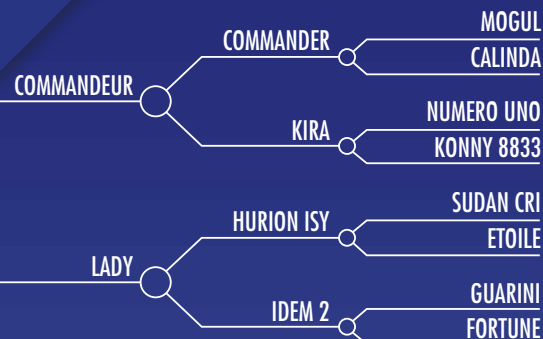 MOGUL
COMMANDER
CALINDA
COMMANDEUR
NUMERO UNO
KIRA
KONNY 8833
SUDAN CRI
HURION ISY
ETOILE
LADY
GUARINI
IDEM 2
FORTUNE